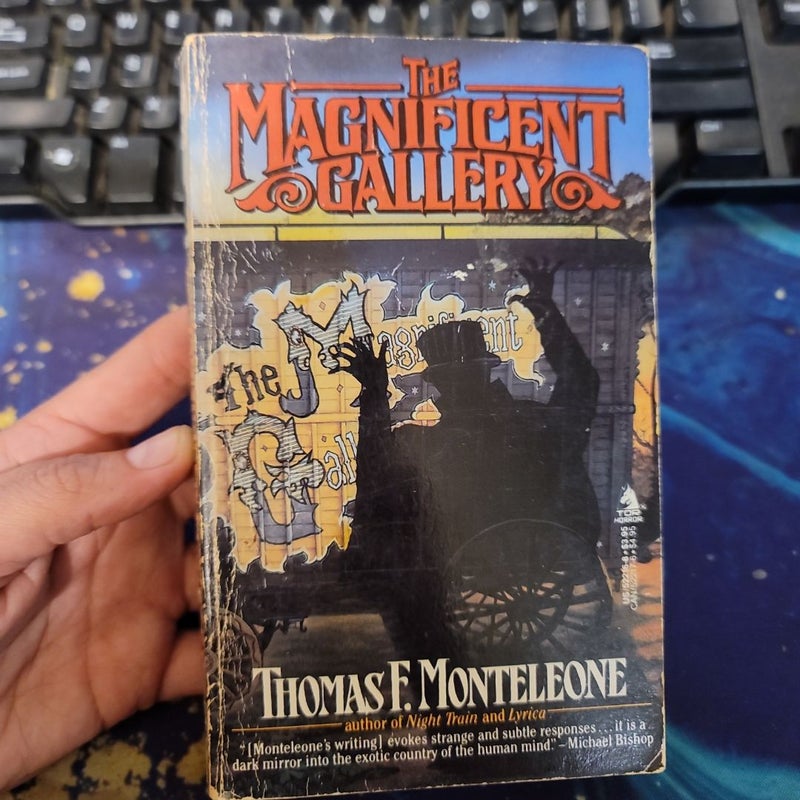 THE
MAGNIFICENT
GALLERY
The Magnificent
Gall
TOR
HORROR
THOMAS F. MONTELEONE
author of Night Train and Lyrica
"[Monteleone's writing] evokes strange and subtle responses...it is a
dark mirror into the exotic country of the human mind." —Michael Bishop